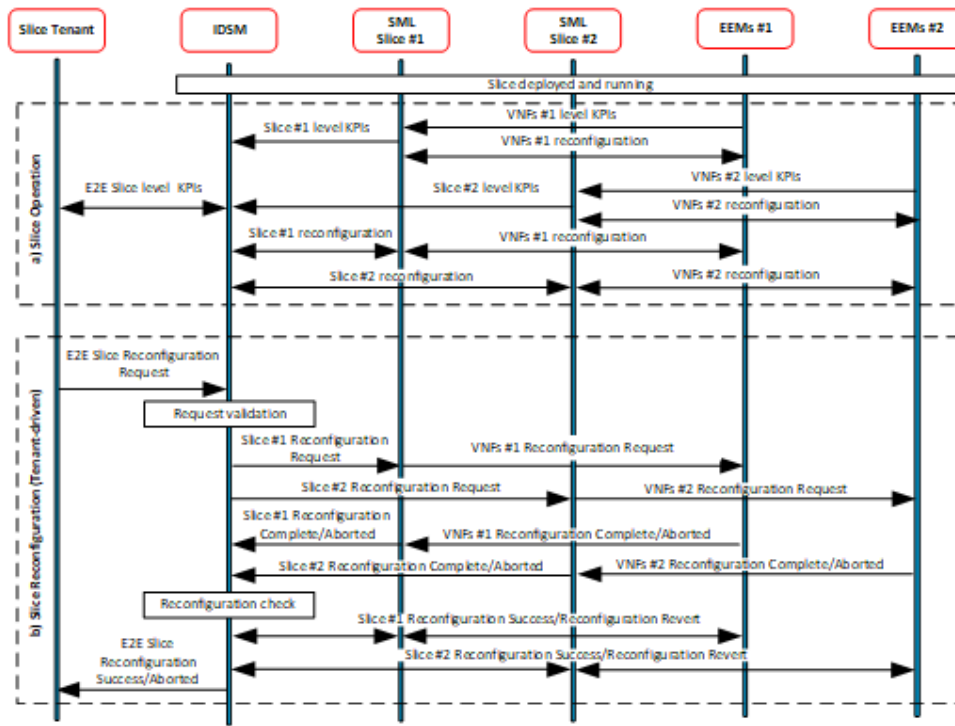 Slice Tenant
IDSM
SML
Slice #1
SML
Slice #2
EEMs #1
EEMs #2
Slice deployed and running
a) Slice Operation
VNFs #1 level KPIs
Slice #1 level KPIs
VNFs #1 reconfiguration
VNFs #2 level KPIs
E2E Slice level KPIs
Slice #2 level KPIs
VNFs #2 reconfiguration
Slice #1 reconfiguration
VNFs #1 reconfiguration
Slice #2 reconfiguration
VNFs #2 reconfiguration
b) Slice Reconfiguration (Tenant-driven)
E2E Slice Reconfiguration
Request
Request validation
Slice #1 Reconfiguration
Request
VNFs #1 Reconfiguration Request
Slice #2 Reconfiguration Request
VNFs #2 Reconfiguration Request
Slice #1 Reconfiguration
Complete/Aborted
VNFs #1 Reconfiguration Complete/Aborted
Slice #2 Reconfiguration Complete/Aborted
VNFs #2 Reconfiguration Complete/Aborted
Reconfiguration check
Slice #1 Reconfiguration Success/Reconfiguration Revert
E2E Slice
Reconfiguration
Success/Aborted
Slice #2 Reconfiguration Success/Reconfiguration Revert